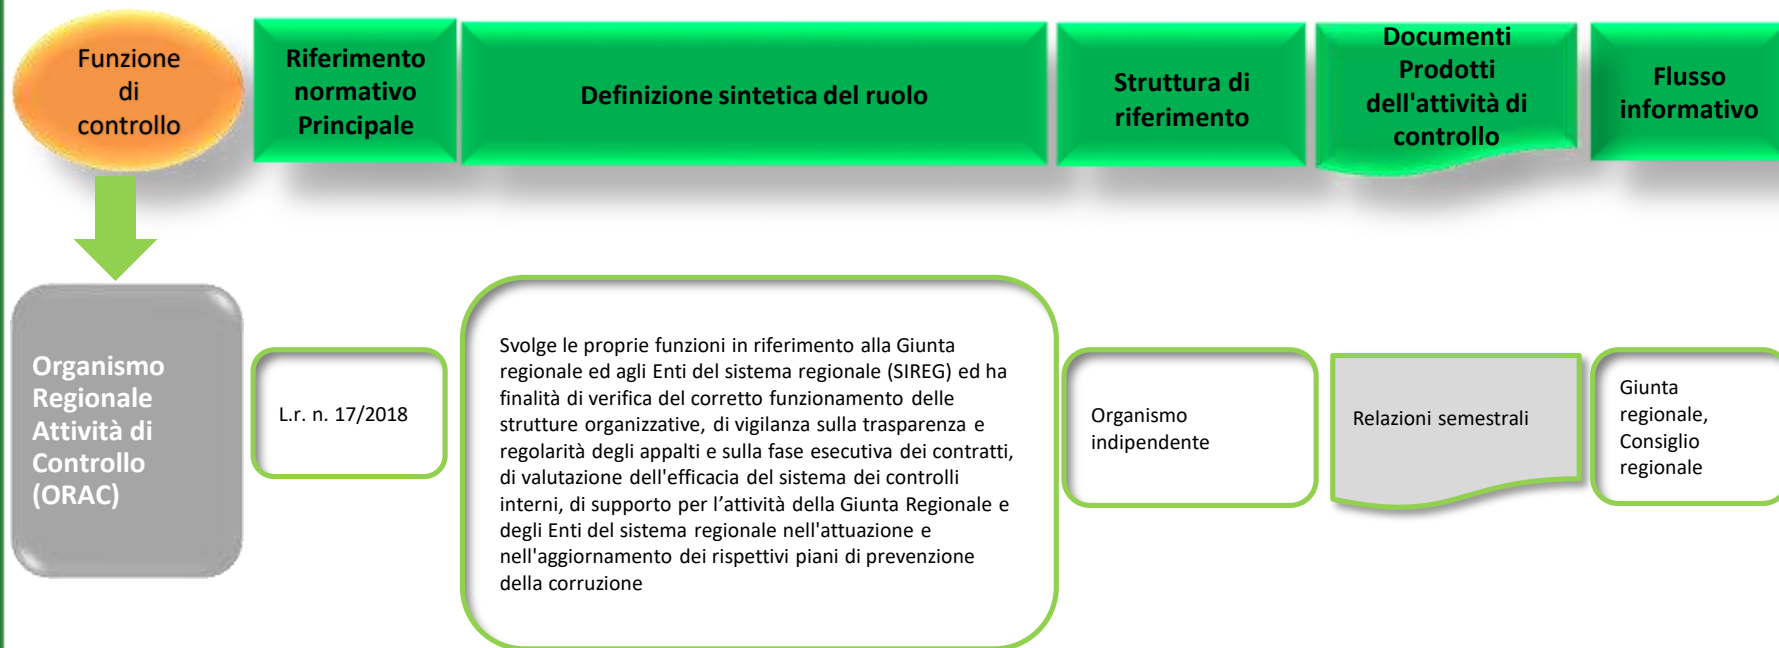 Funzione
di
controllo
Riferimento
normativo
Principale
Definizione sintetica del ruolo
Struttura di
riferimento
Documenti
Prodotti
dell'attività di
controllo
Flusso
informativo
Organismo
Regionale
Attività di
Controllo
(ORAC)
L.r. n. 17/2018
Svolge le proprie funzioni in riferimento alla Giunta
regionale ed agli Enti del sistema regionale (SIREG) ed ha
finalità di verifica del corretto funzionamento delle
strutture organizzative, di vigilanza sulla trasparenza e
regolarità degli appalti e sulla fase esecutiva dei contratti,
di valutazione dell'efficacia del sistema dei controlli
interni, di supporto per l’attività della Giunta Regionale e
degli Enti del sistema regionale nell'attuazione e
nell'aggiornamento dei rispettivi piani di prevenzione
della corruzione
Organismo
indipendente
Relazioni semestrali
Giunta
regionale,
Consiglio
regionale